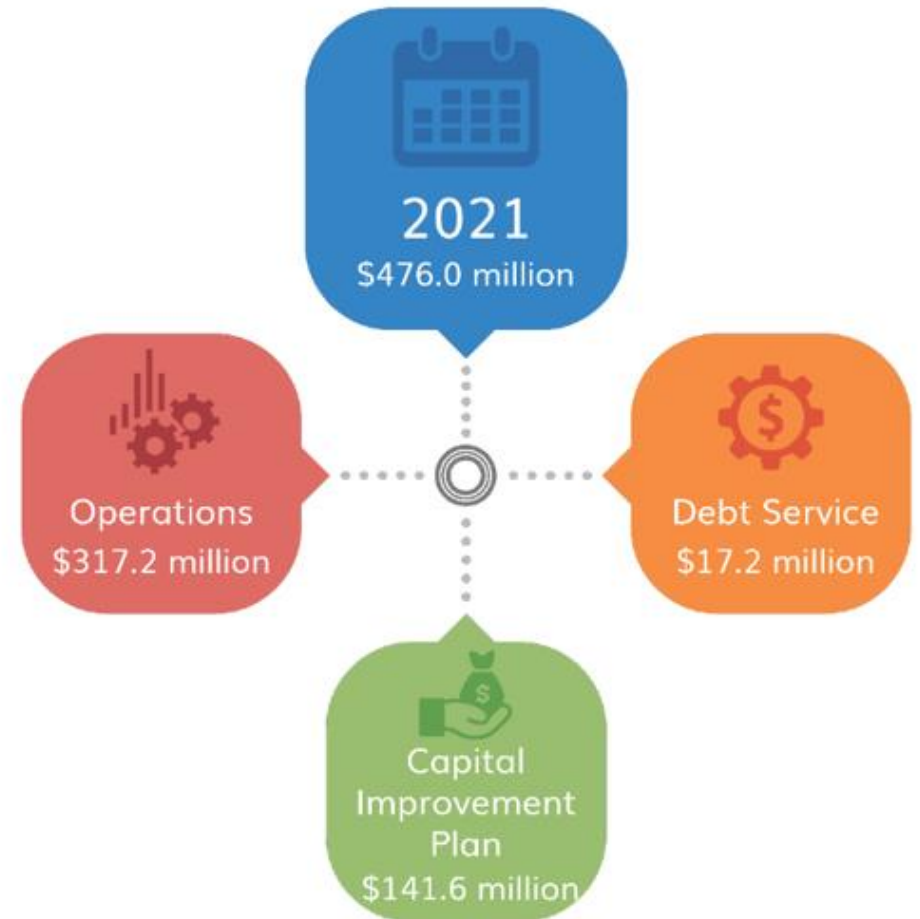 2021
$476.0 million
Operations
$317.2 million
$
Debt Service
$17.2 million
$
Capital
Improvement
Plan
$141.6 million